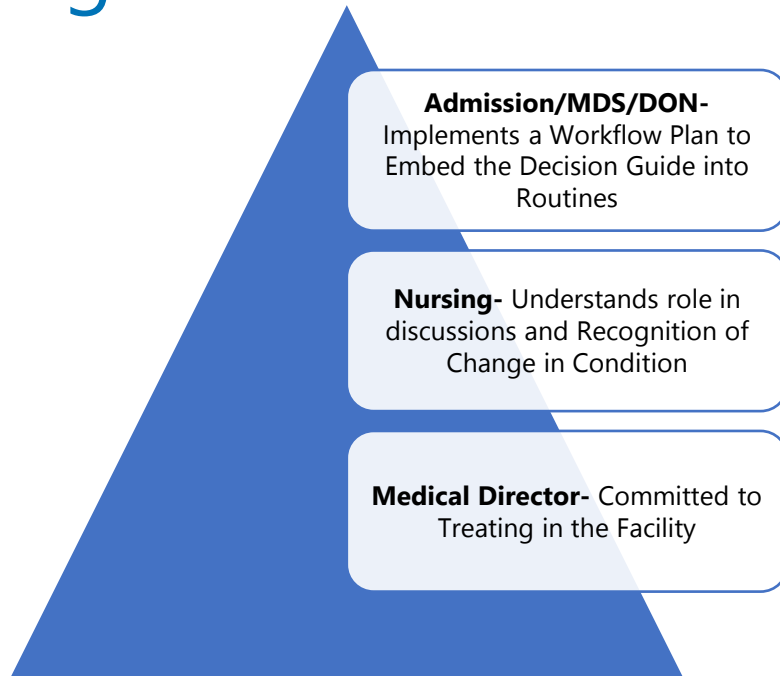 Admission/MDS/DON-
Implements a Workflow Plan to
Embed the Decision Guide into
Routines
Nursing- Understands role in
discussions and Recognition of
Change in Condition
Medical Director- Committed to
Treating in the Facility